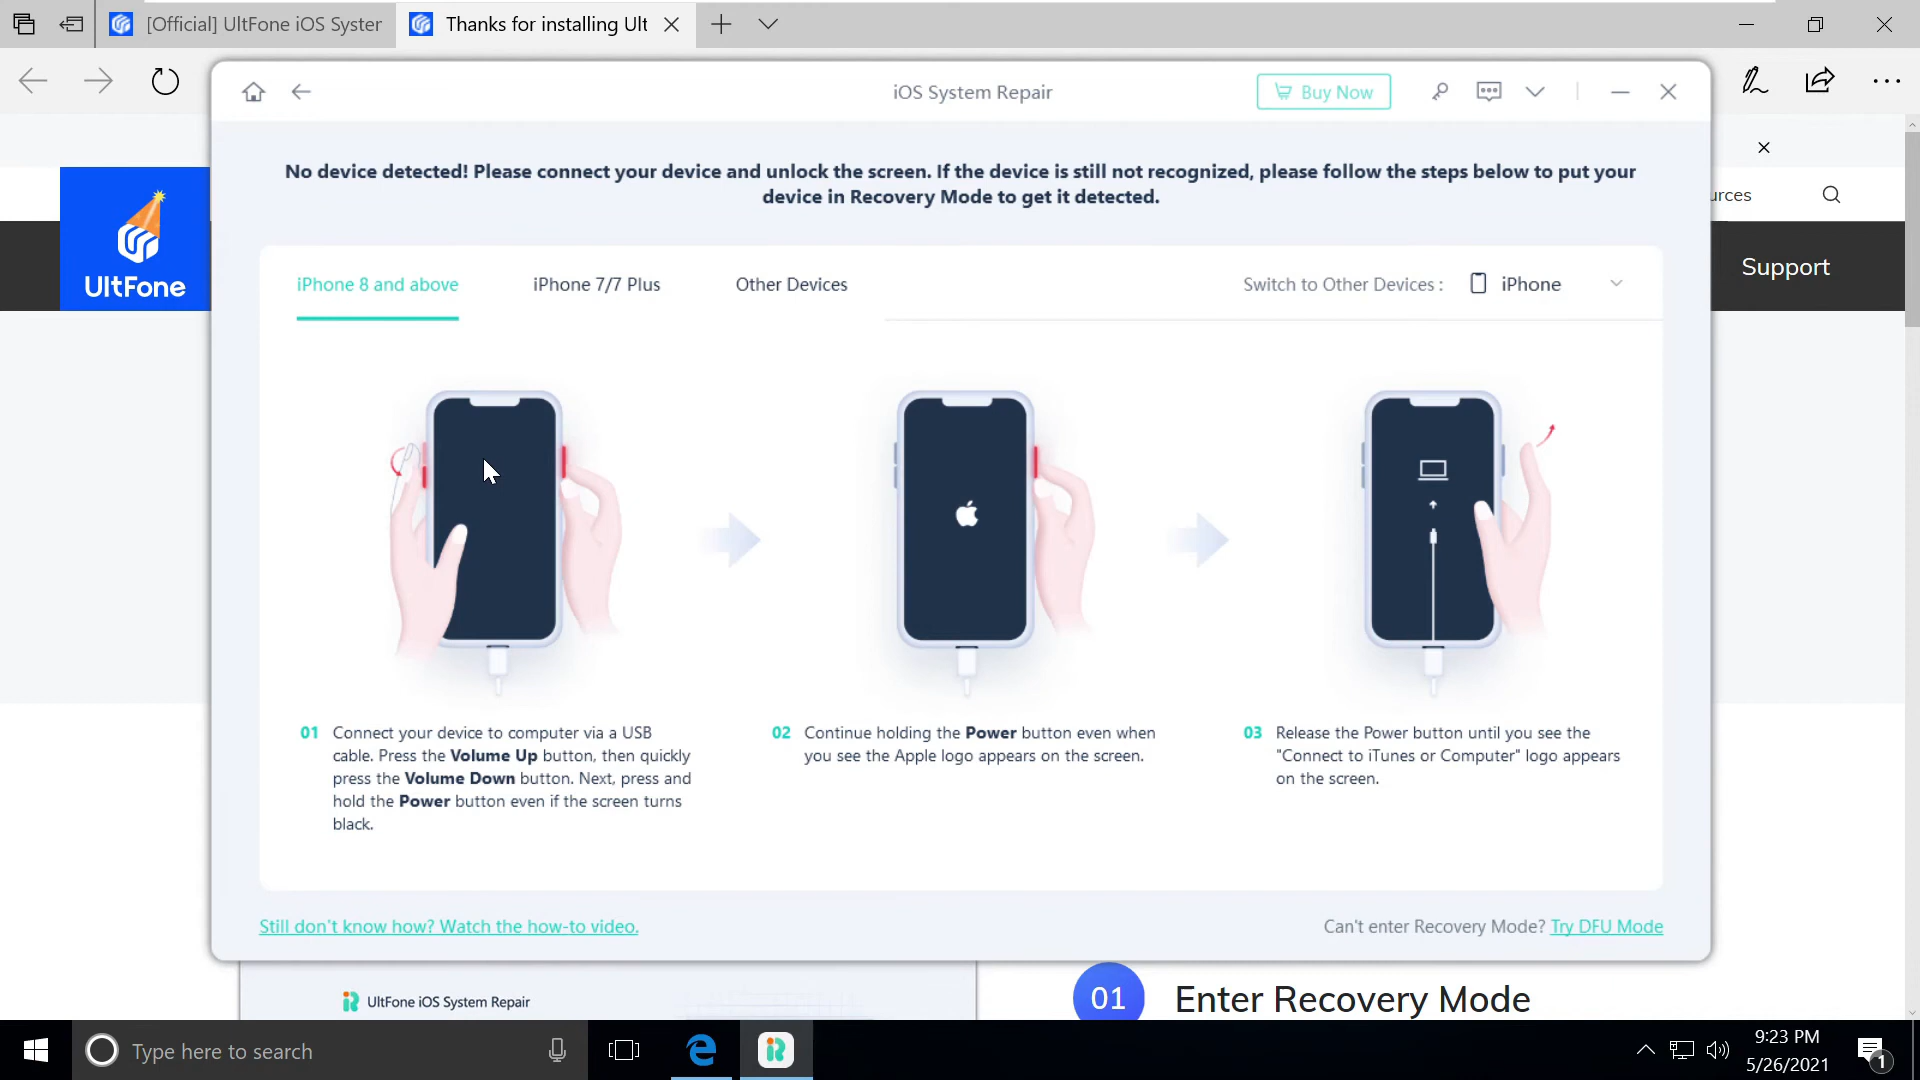 [Official] UltFone iOS Syster
Thanks for installing Ult
iOS System Repair
Buy Now
No device detected! Please connect your device and unlock the screen. If the device is still not recognized, please follow the steps below to put your
device in Recovery Mode to get it detected.
urces
UltFone
Support
iPhone 8 and above
iPhone 7/7 Plus
Other Devices
Switch to Other Devices :
iPhone
01 Connect your device to computer via a USB
cable. Press the Volume Up button, then quickly
press the Volume Down button. Next, press and
hold the Power button even if the screen turns
black.
02 Continue holding the Power button even when
you see the Apple logo appears on the screen.
03 Release the Power button until you see the
"Connect to iTunes or Computer" logo appears
on the screen.
Still don't know how? Watch the how-to video.
Can't enter Recovery Mode? Try DFU Mode
UltFone iOS System Repair
01 Enter Recovery Mode
Type here to search
9:23 PM
5/26/2021
1